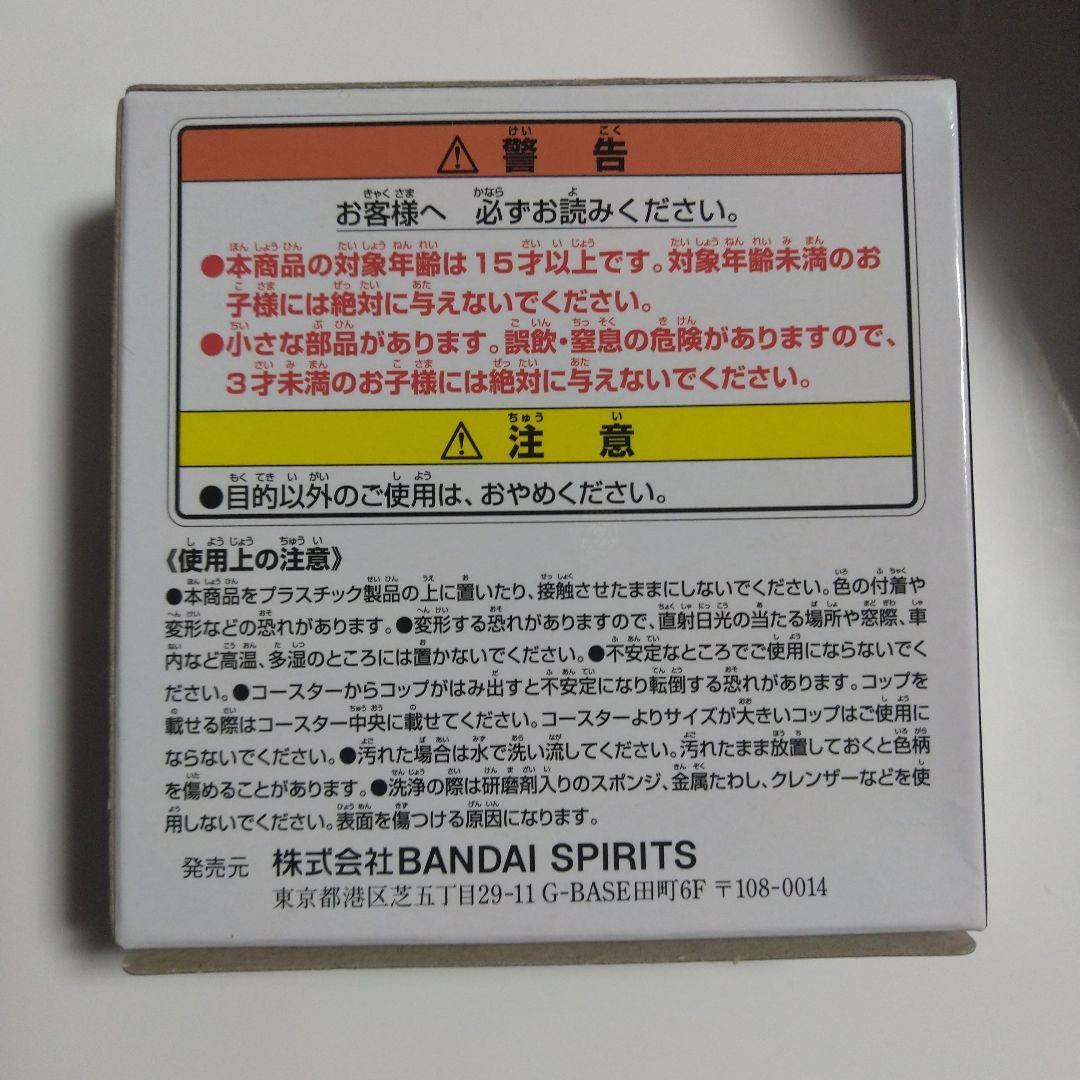 ⚠警告
お客様へ 必ずお読みください。
●本商品の対象年齢は15才以上です。対象年齢未満のお
子様には絶対に与えないでください。
●小さな部品があります。誤飲・窒息の危険がありますので、
3才未満のお子様には絶対に与えないでください。
⚠注意
●目的以外のご使用は、おやめください。
《使用上の注意》
●本商品をプラスチック製品の上に置いたり、接触させたままにしないでください。色の付着や
変形などの恐れがあります。●変形する恐れがありますので、直射日光の当たる場所や窓際、車
内など高温、多湿のところには置かないでください。●不安定なところでご使用にならないでく
ださい。●コースターからコップがはみ出すと不安定になり転倒する恐れがあります。コップを
載せる際はコースター中央に載せてください。コースターよりサイズが大きいコップはご使用に
ならないでください。●汚れた場合は水で洗い流してください。汚れたまま放置しておくと色柄
を傷めることがあります。●洗浄の際は研磨剤入りのスポンジ、金属たわし、クレンザーなどを使
用しないでください。表面を傷つける原因になります。
発売元 株式会社BANDAI SPIRITS
東京都港区芝五丁目29-11 G-BASE田町6F 〒108-0014